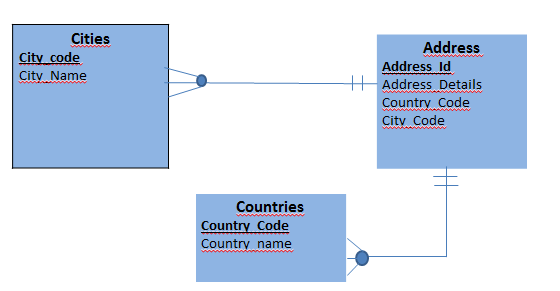 Cities
City_code
City_Name
Address
Address_Id
Address_Details
Country_Code
City_Code
Countries
Country_Code
Country_name